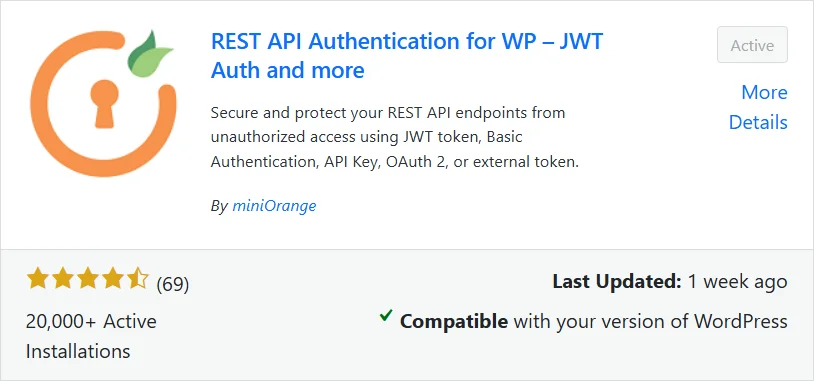 REST API Authentication for WP – JWT
Auth and more
Active
More
Details
Secure and protect your REST API endpoints from
unauthorized access using JWT token, Basic
Authentication, API Key, OAuth 2, or external token.
By miniOrange
(69)
Last Updated: 1 week ago
20,000+ Active
Installations
Compatible with your version of WordPress